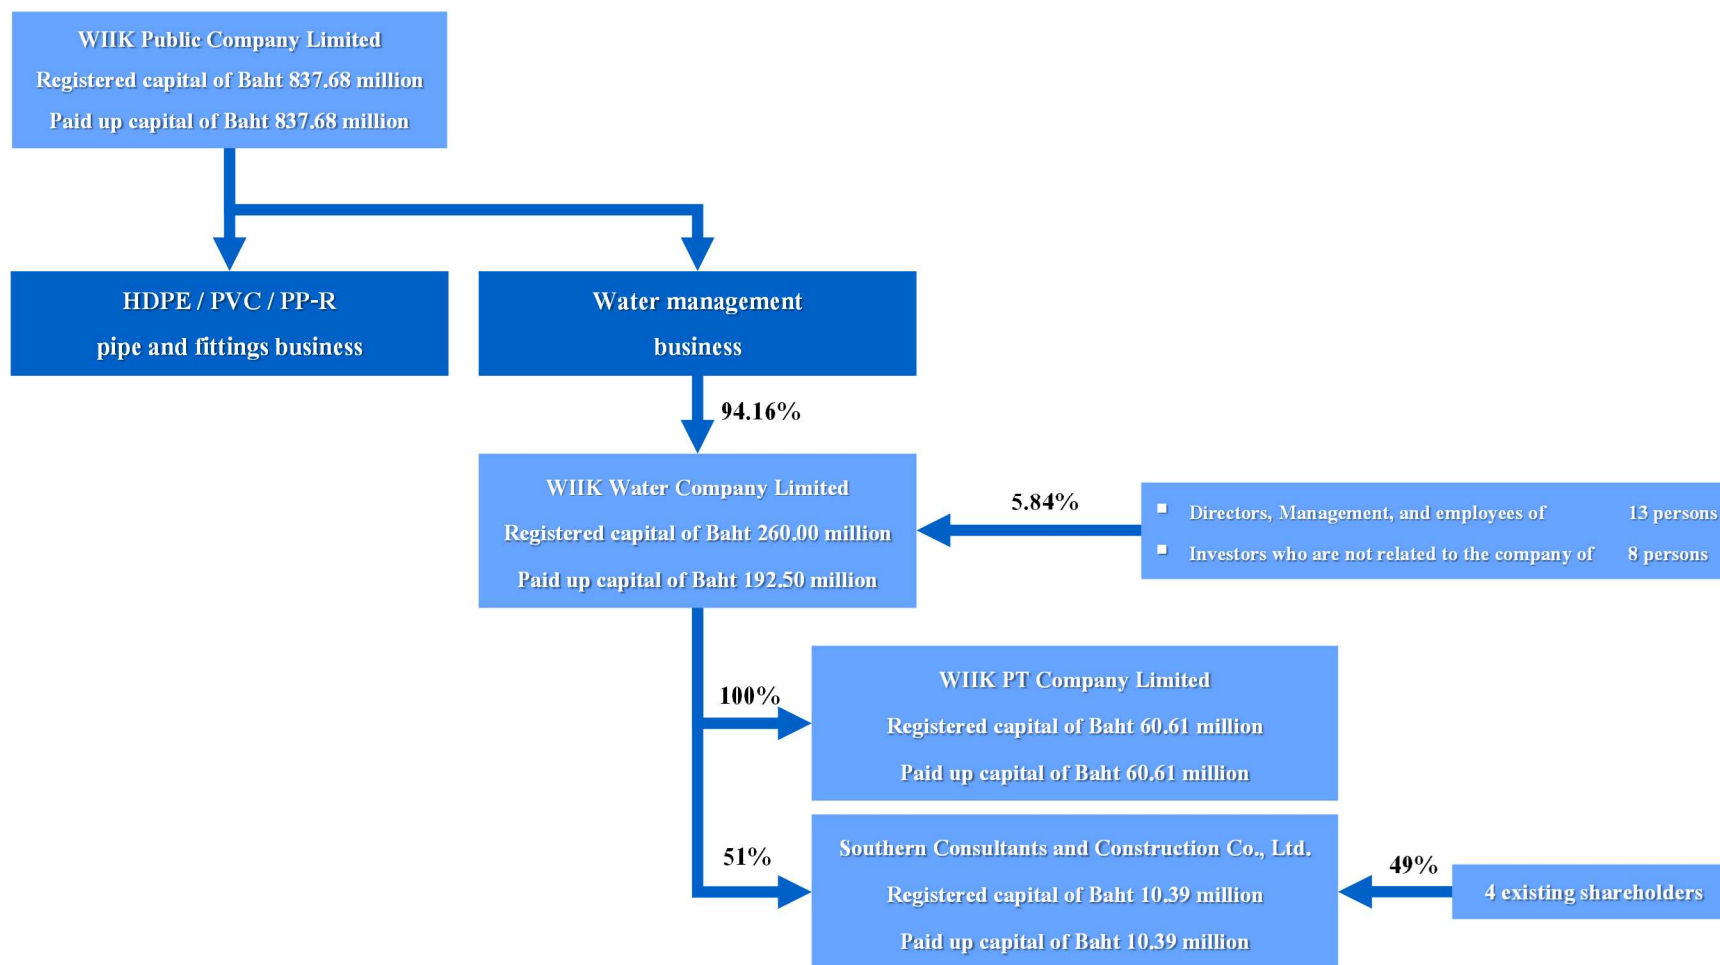 WIIK Public Company Limited
Registered capital of Baht 837.68 million
Paid up capital of Baht 837.68 million
HDPE / PVC / PP-R
pipe and fittings business
Water management
business
94.16%
WIIK Water Company Limited
Registered capital of Baht 260.00 million
Paid up capital of Baht 192.50 million
5.84%
Directors, Management, and employees of 13 persons
Investors who are not related to the company of 8 persons
100%
WIIK PT Company Limited
Registered capital of Baht 60.61 million
Paid up capital of Baht 60.61 million
51%
Southern Consultants and Construction Co., Ltd.
Registered capital of Baht 10.39 million
Paid up capital of Baht 10.39 million
49%
4 existing shareholders